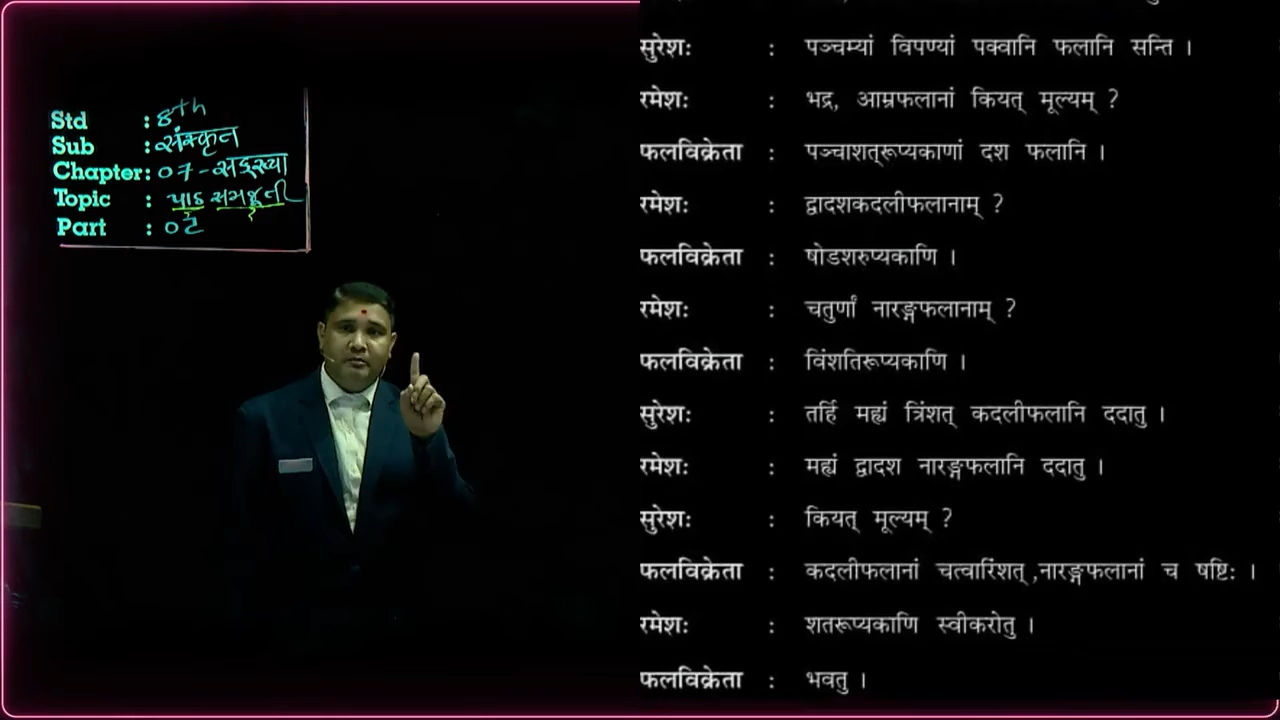 Std : 8th
Sub : संस्कृत
Chapter : 07 - सङ्ख्या
Topic : પાઠ સમજૂતી
Part : 02
सुरेशः : पञ्चम्यां विपण्यां पक्वानि फलानि सन्ति ।
रमेशः : भद्र, आम्रफलानां कियत् मूल्यम् ?
फलविक्रेता : पञ्चाशत्‌रूप्यकाणां दश फलानि ।
रमेशः : द्वादशकदलीफलानाम् ?
फलविक्रेता : षोडशरुप्यकाणि ।
रमेशः : चतुर्णां नारङ्गफलानाम् ?
फलविक्रेता : विंशतिरूप्यकाणि ।
सुरेशः : तर्हि मह्यं त्रिंशत् कदलीफलानि ददातु ।
रमेशः : मह्यं द्वादश नारङ्गफलानि ददातु ।
सुरेशः : कियत् मूल्यम् ?
फलविक्रेता : कदलीफलानां चत्वारिंशत् ,नारङ्गफलानां च षष्टिः ।
रमेशः : शतरूप्यकाणि स्वीकरोतु ।
फलविक्रेता : भवतु ।